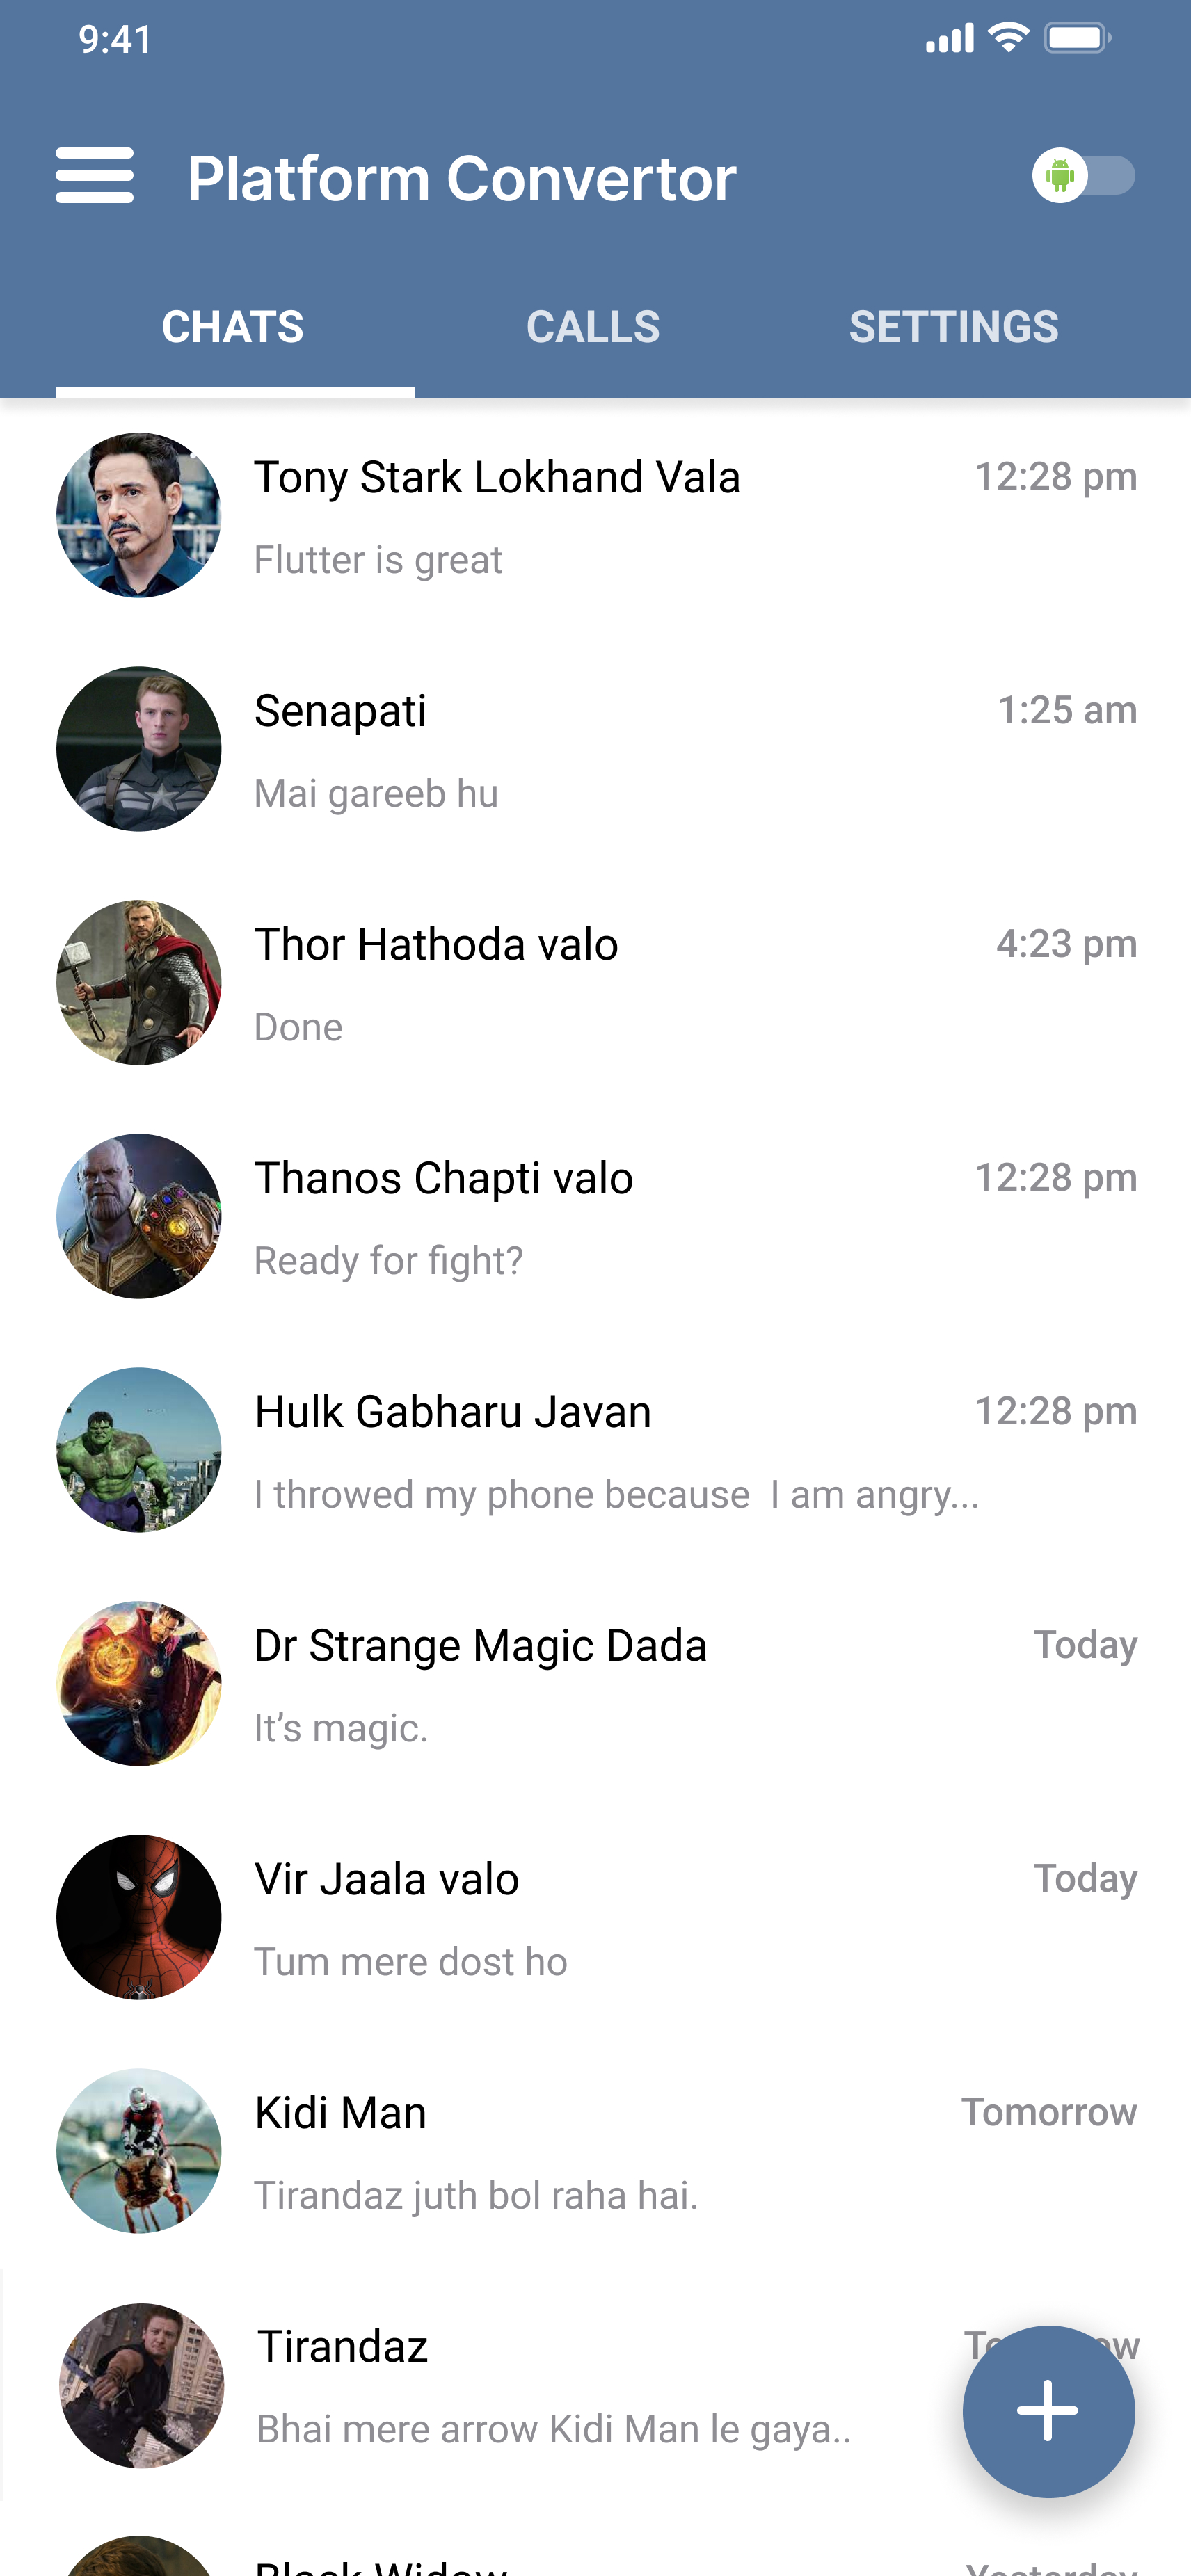 9:41
Platform Convertor
CHATS CALLS SETTINGS
Tony Stark Lokhand Vala 12:28 pm
Flutter is great
Senapati 1:25 am
Mai gareeb hu
Thor Hathoda valo 4:23 pm
Done
Thanos Chapti valo 12:28 pm
Ready for fight?
Hulk Gabharu Javan 12:28 pm
I throwed my phone because  I am angry...
Dr Strange Magic Dada Today
It’s magic.
Vir Jaala valo Today
Tum mere dost ho
Kidi Man Tomorrow
Tirandaz juth bol raha hai.
Tirandaz
Bhai mere arrow Kidi Man le gaya..
Black Widow Yesterday